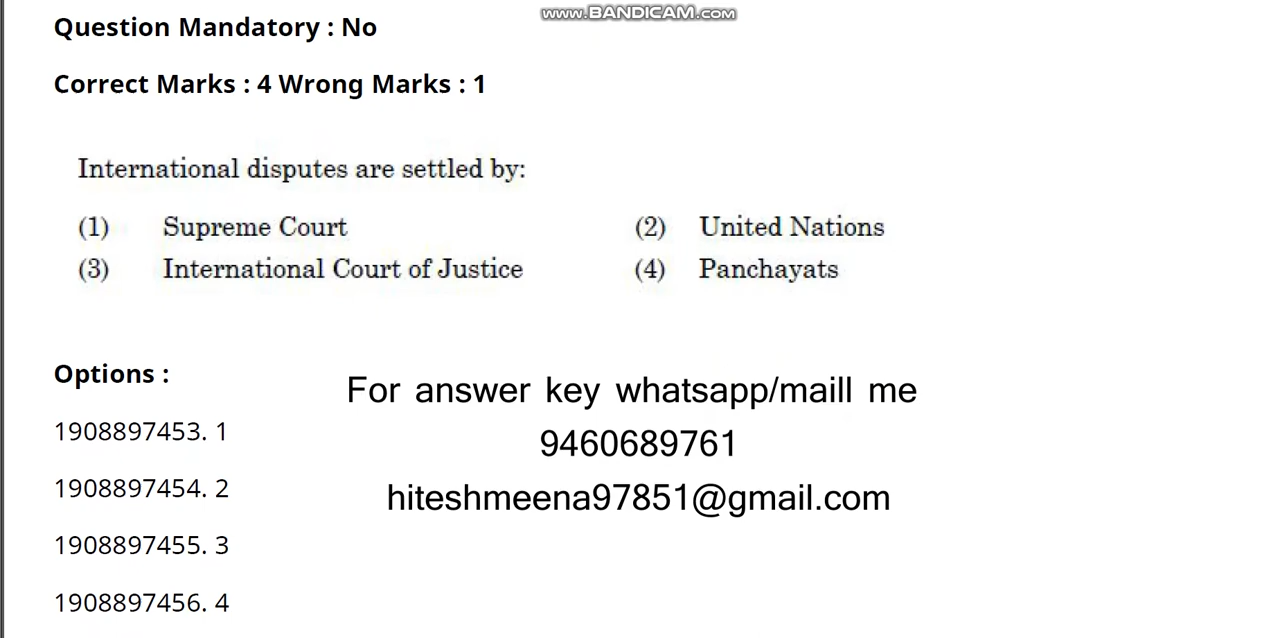 www.BANDICAM.com
Question Mandatory : No
Correct Marks : 4 Wrong Marks : 1
International disputes are settled by:
(1) Supreme Court (2) United Nations
(3) International Court of Justice (4) Panchayats
Options :
For answer key whatsapp/maill me
1908897453. 1
9460689761
1908897454. 2
hiteshmeena97851@gmail.com
1908897455. 3
1908897456. 4